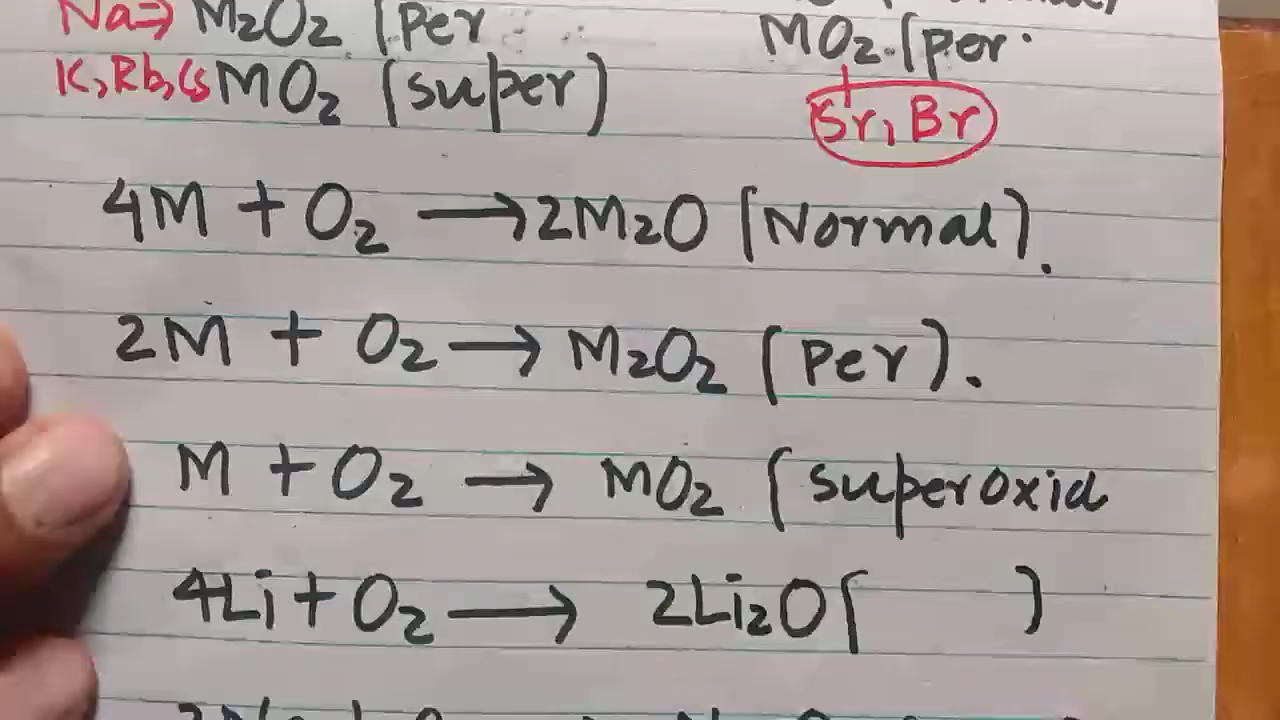 Na⇒ M₂O₂ (Per
MO₂ (per.
K, Rb, Cs MO₂ (super)
Sr, Br
4M + O₂ ⟶ 2M₂O (Normal).
2M + O₂ ⟶ M₂O₂ (Per).
M + O₂ → MO₂ (superoxid
4Li + O₂ ⟶ 2Li₂O ( )